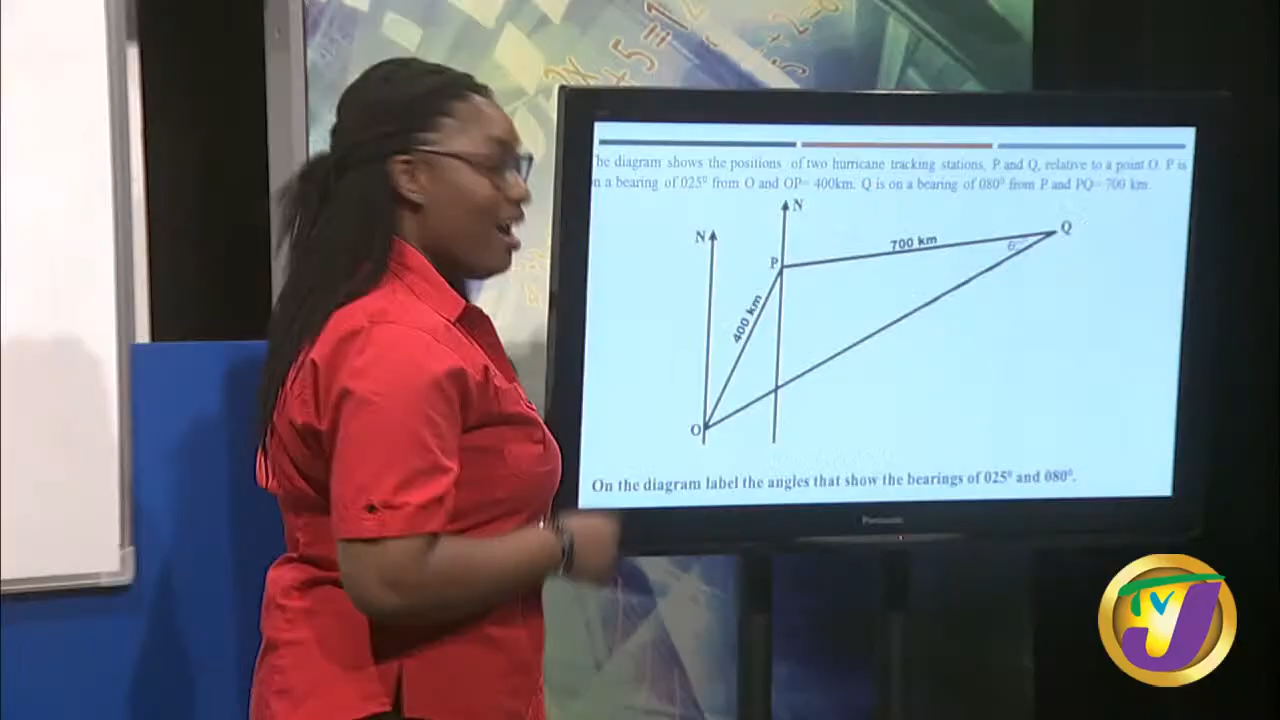 he diagram shows the positions of two hurricane tracking stations, P and Q, relative to a point O. P is
n a bearing of 025° from O and OP= 400km. Q is on a bearing of 080° from P and PQ= 700 km.
N
N
Q
700 km
θ
P
400 km
O
On the diagram label the angles that show the bearings of 025° and 080°.
Panasonic
TVJ